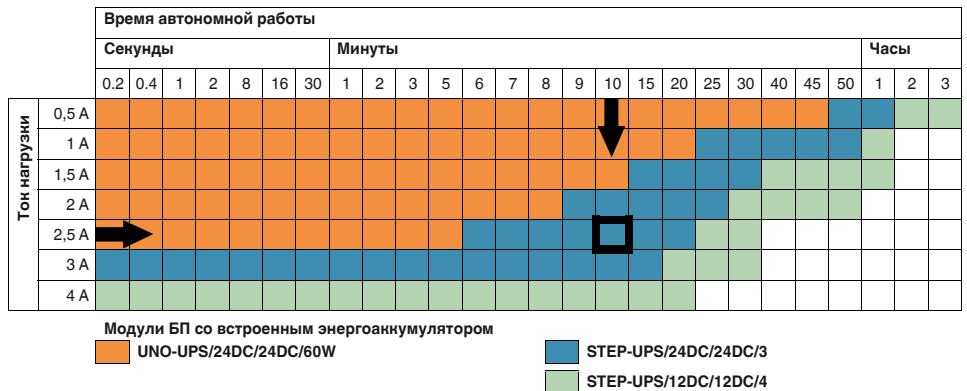 Время автономной работы
Секунды Минуты Часы
0.2 0.4 1 2 8 16 30 1 2 3 5 6 7 8 9 10 15 20 25 30 40 45 50 1 2 3
Ток нагрузки
0,5 A
1 A
1,5 A
2 A
2,5 A
3 A
4 A
Модули БП со встроенным энергоаккумулятором
UNO-UPS/24DC/24DC/60W STEP-UPS/24DC/24DC/3
STEP-UPS/12DC/12DC/4